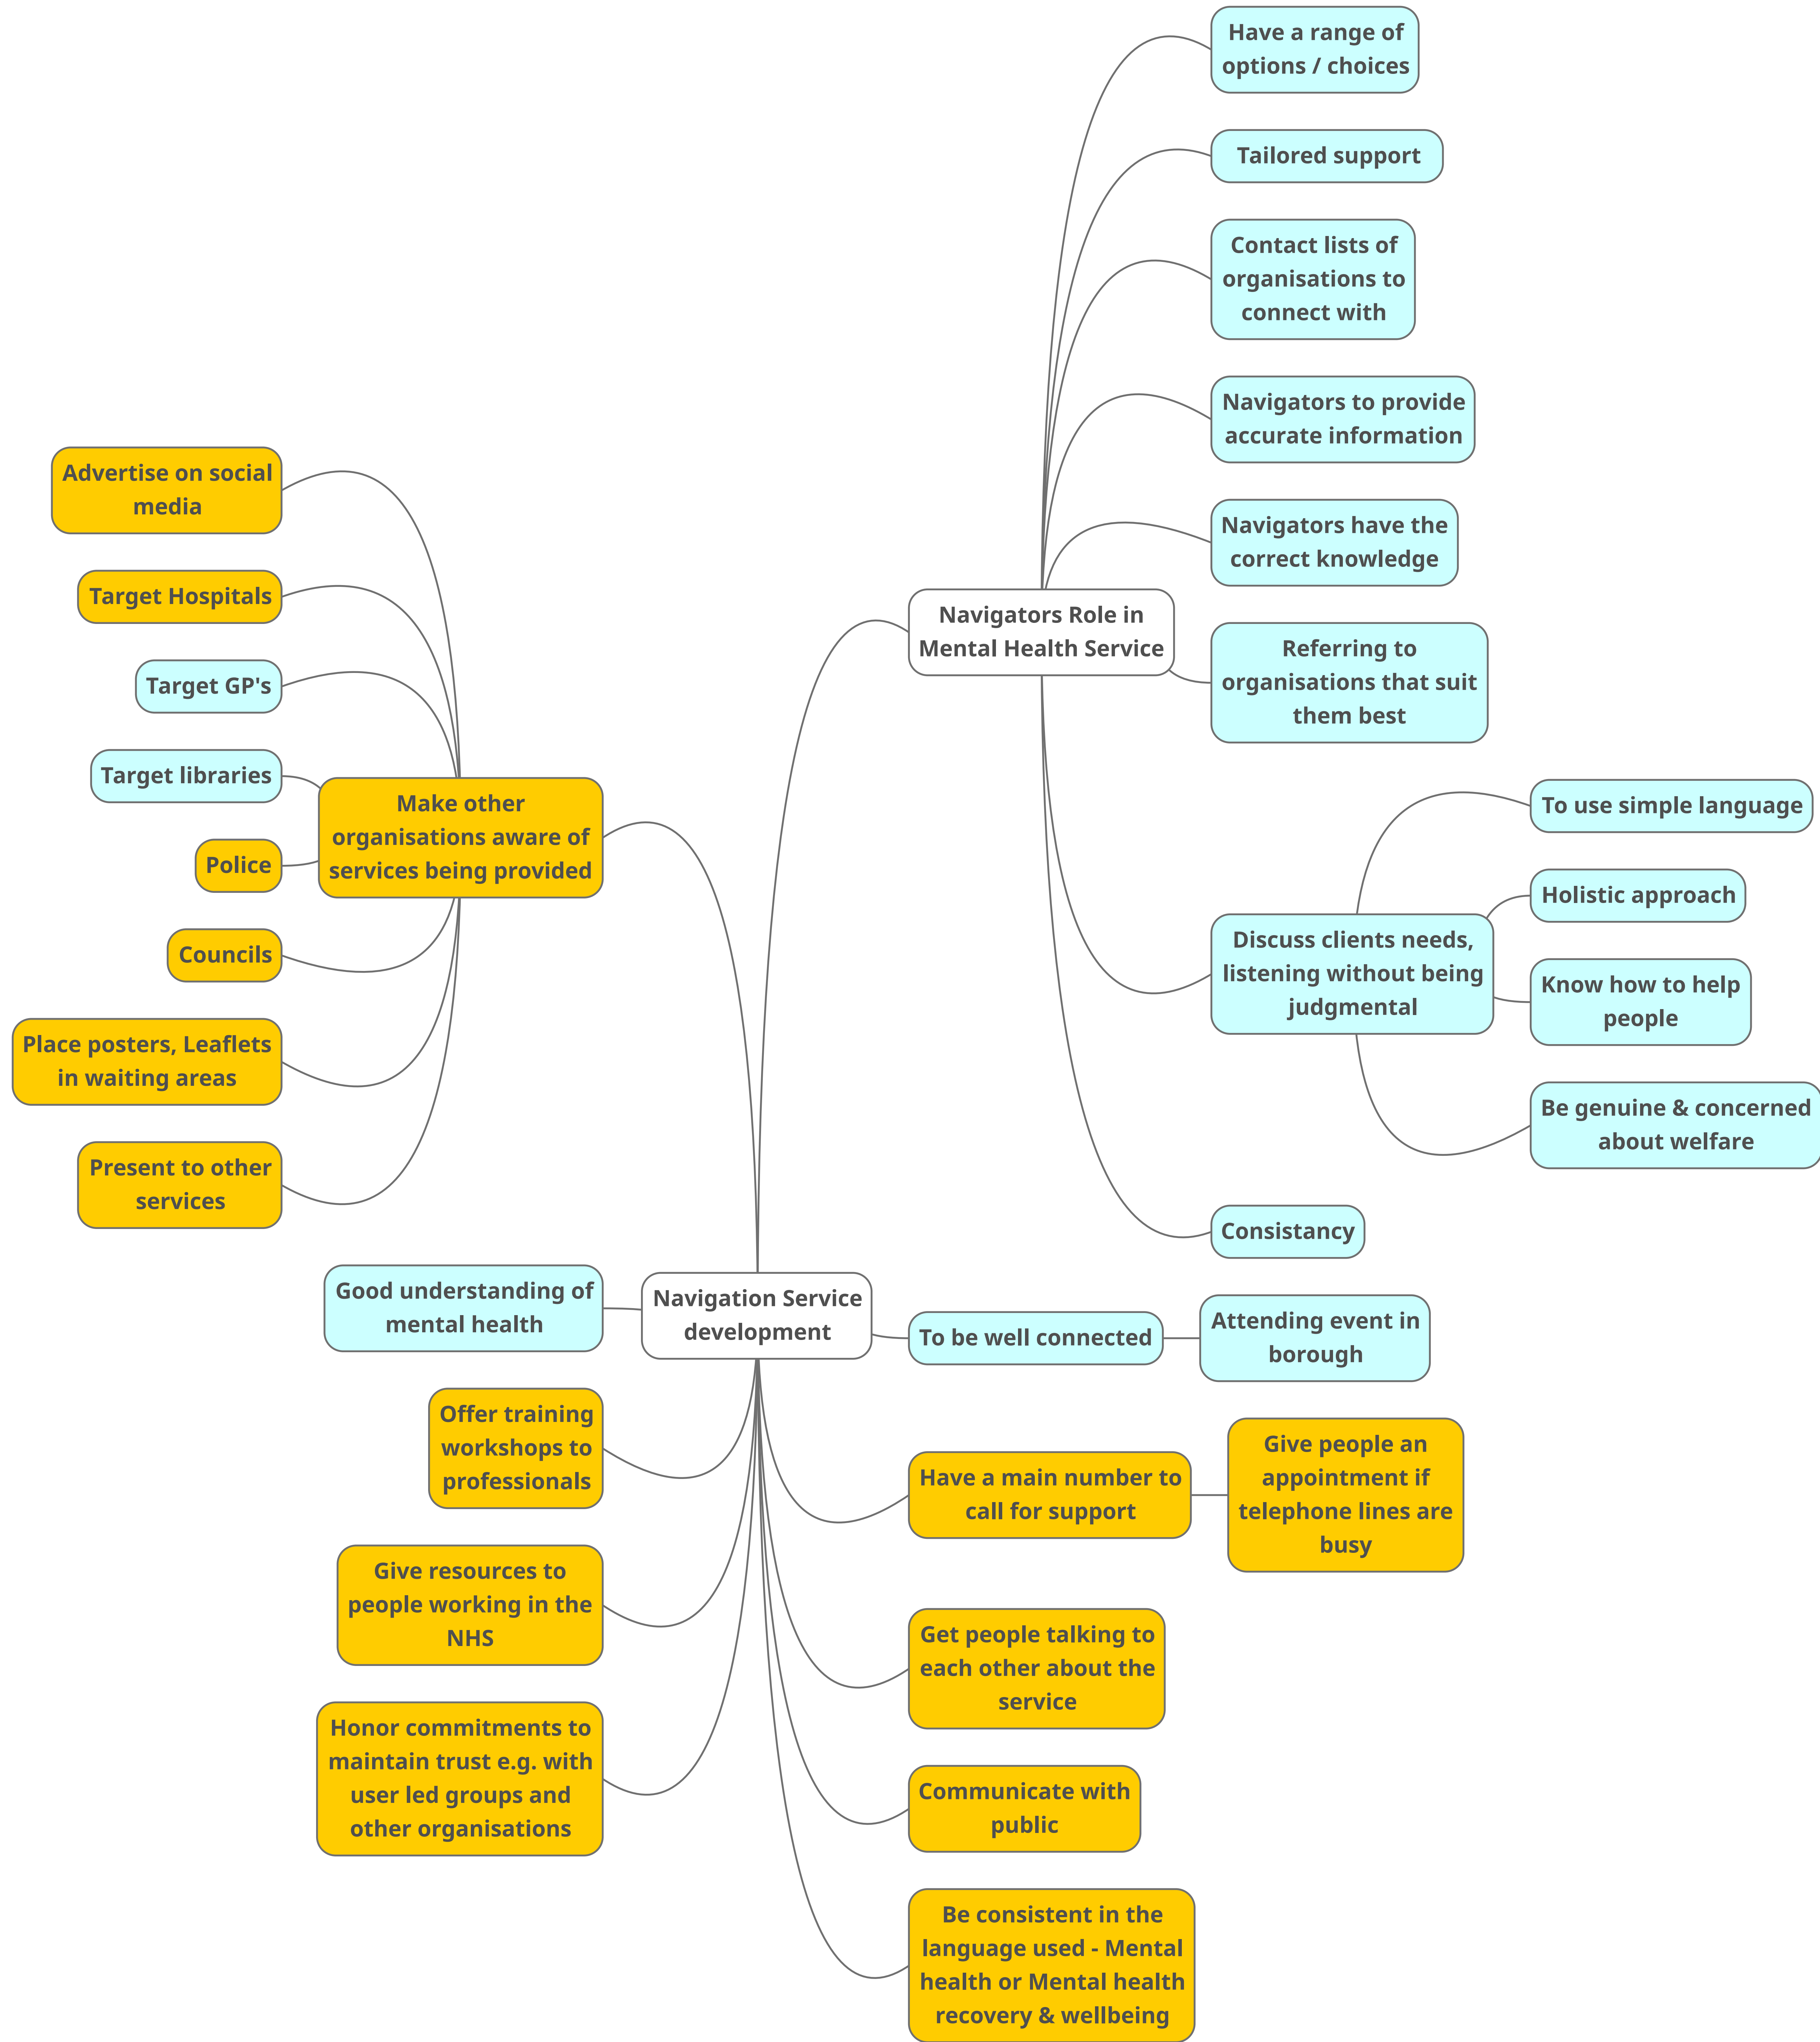 Have a range of
options / choices
Tailored support
Contact lists of
organisations to
connect with
Navigators to provide
accurate information
Navigators have the
correct knowledge
Navigators Role in
Mental Health Service
Referring to
organisations that suit
them best
To use simple language
Holistic approach
Discuss clients needs,
listening without being
judgmental
Know how to help
people
Be genuine & concerned
about welfare
Consistancy
Advertise on social
media
Target Hospitals
Target GP's
Target libraries
Make other
organisations aware of
services being provided
Police
Councils
Place posters, Leaflets
in waiting areas
Present to other
services
Good understanding of
mental health
Navigation Service
development
To be well connected
Attending event in
borough
Offer training
workshops to
professionals
Have a main number to
call for support
Give people an
appointment if
telephone lines are
busy
Give resources to
people working in the
NHS
Get people talking to
each other about the
service
Honor commitments to
maintain trust e.g. with
user led groups and
other organisations
Communicate with
public
Be consistent in the
language used - Mental
health or Mental health
recovery & wellbeing